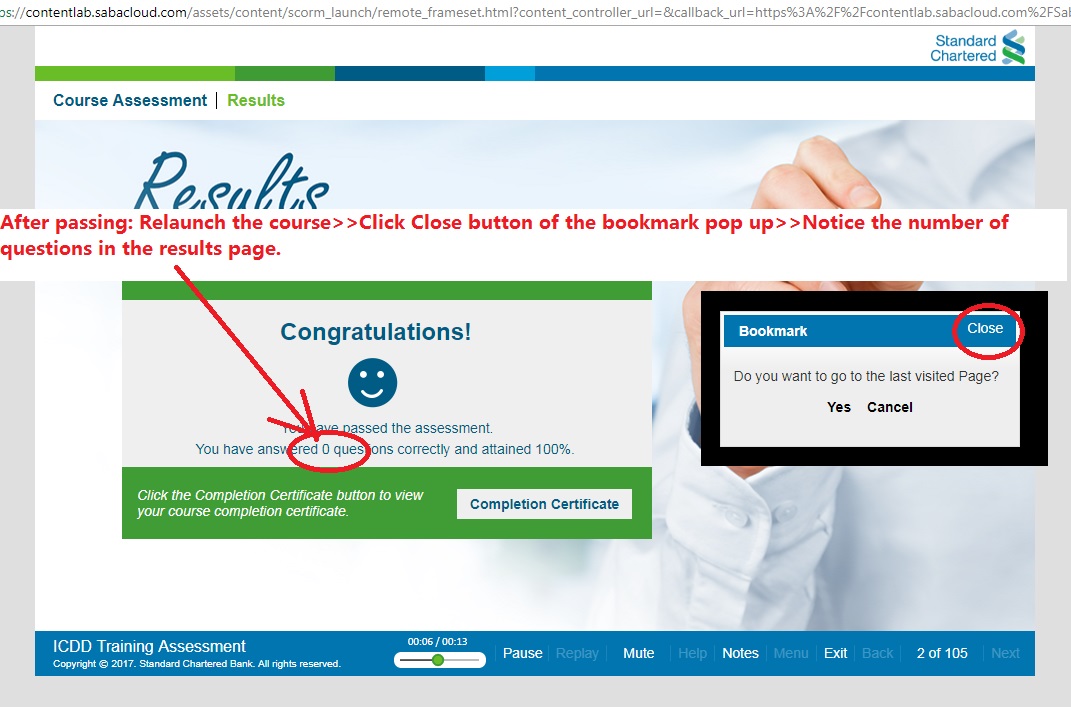 ps://contentlab.sabacloud.com/assets/content/scorm_launch/remote_frameset.html?content_controller_url=&callback_url=https%3A%2F%2Fcontentlab.sabacloud.com%2FSab
Standard
Chartered
Course Assessment | Results
Results
After passing: Relaunch the course>>Click Close button of the bookmark pop up>>Notice the number of
questions in the results page.
Congratulations!
You have passed the assessment.
You have answered 0 questions correctly and attained 100%.
Click the Completion Certificate button to view
your course completion certificate.
Completion Certificate
Bookmark
Close
Do you want to go to the last visited Page?
Yes Cancel
ICDD Training Assessment
Copyright © 2017. Standard Chartered Bank. All rights reserved.
00:06 / 00:13
Pause Replay Mute Help Notes Menu Exit Back 2 of 105 Next